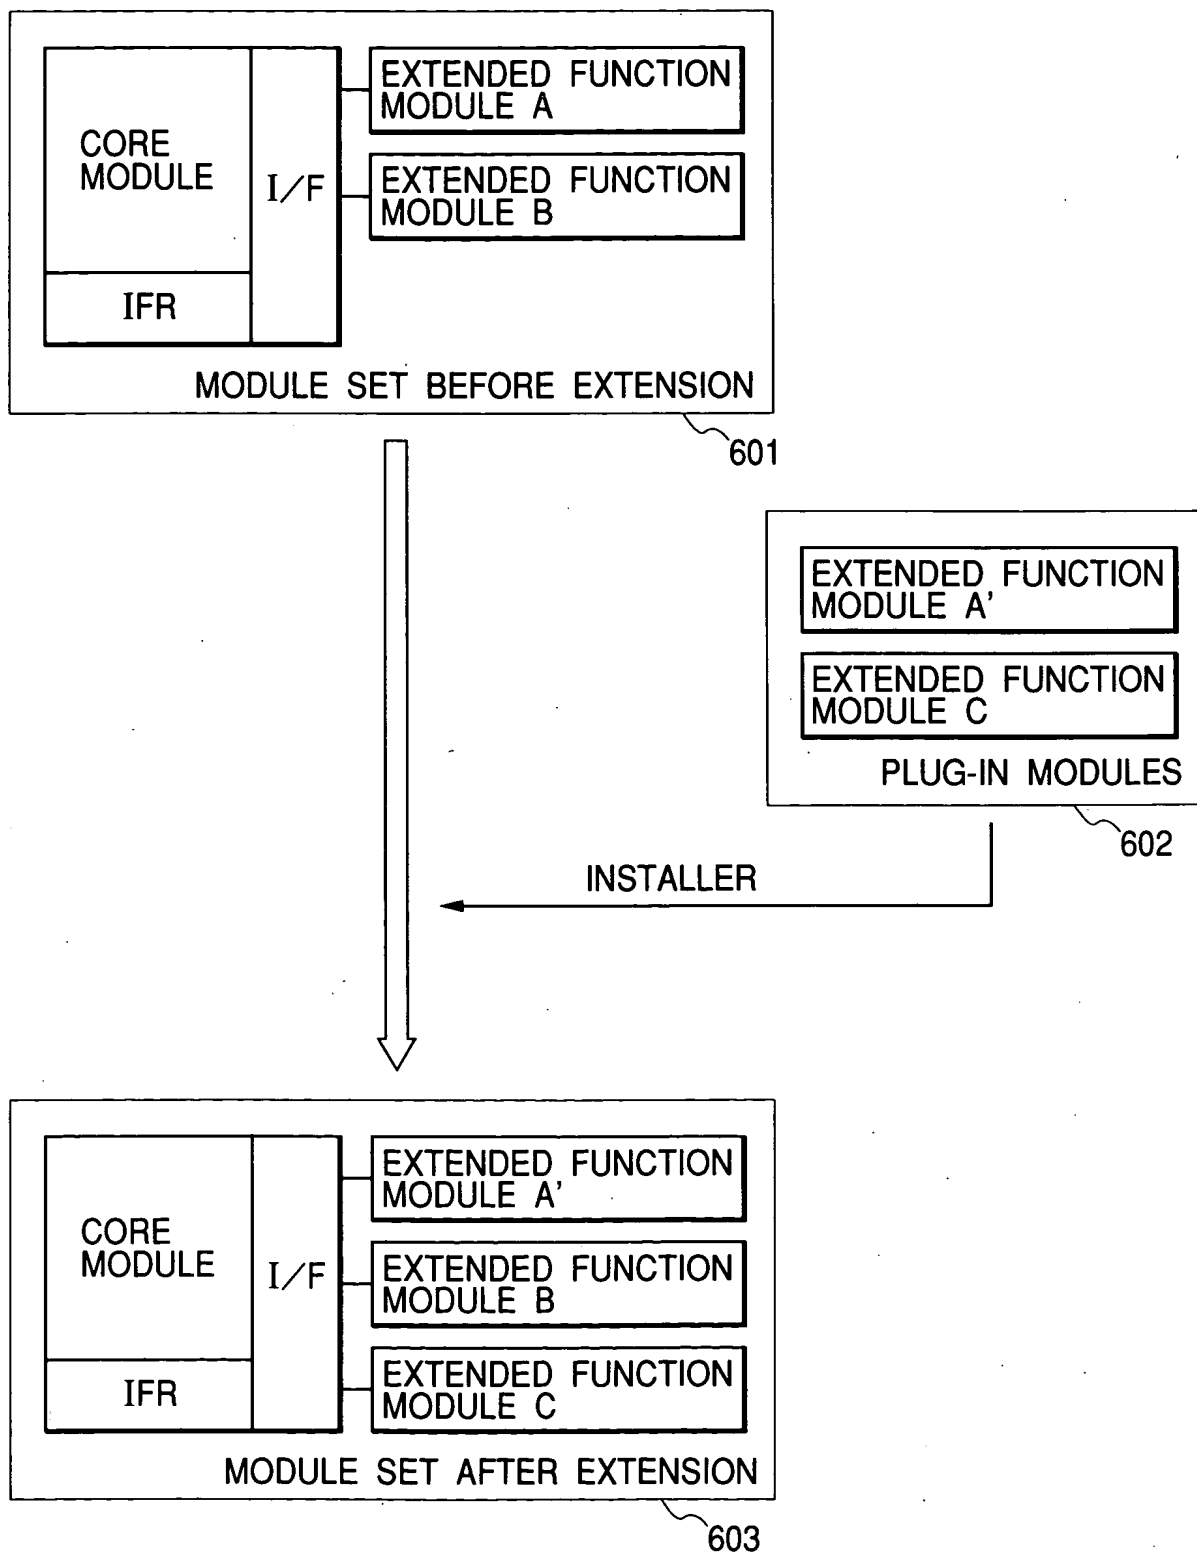 EXTENDED FUNCTION
MODULE A
CORE
MODULE
I/F
EXTENDED FUNCTION
MODULE B
IFR
MODULE SET BEFORE EXTENSION
601
EXTENDED FUNCTION
MODULE A'
EXTENDED FUNCTION
MODULE C
PLUG-IN MODULES
602
INSTALLER
EXTENDED FUNCTION
MODULE A'
CORE
MODULE
I/F
EXTENDED FUNCTION
MODULE B
IFR
EXTENDED FUNCTION
MODULE C
MODULE SET AFTER EXTENSION
603